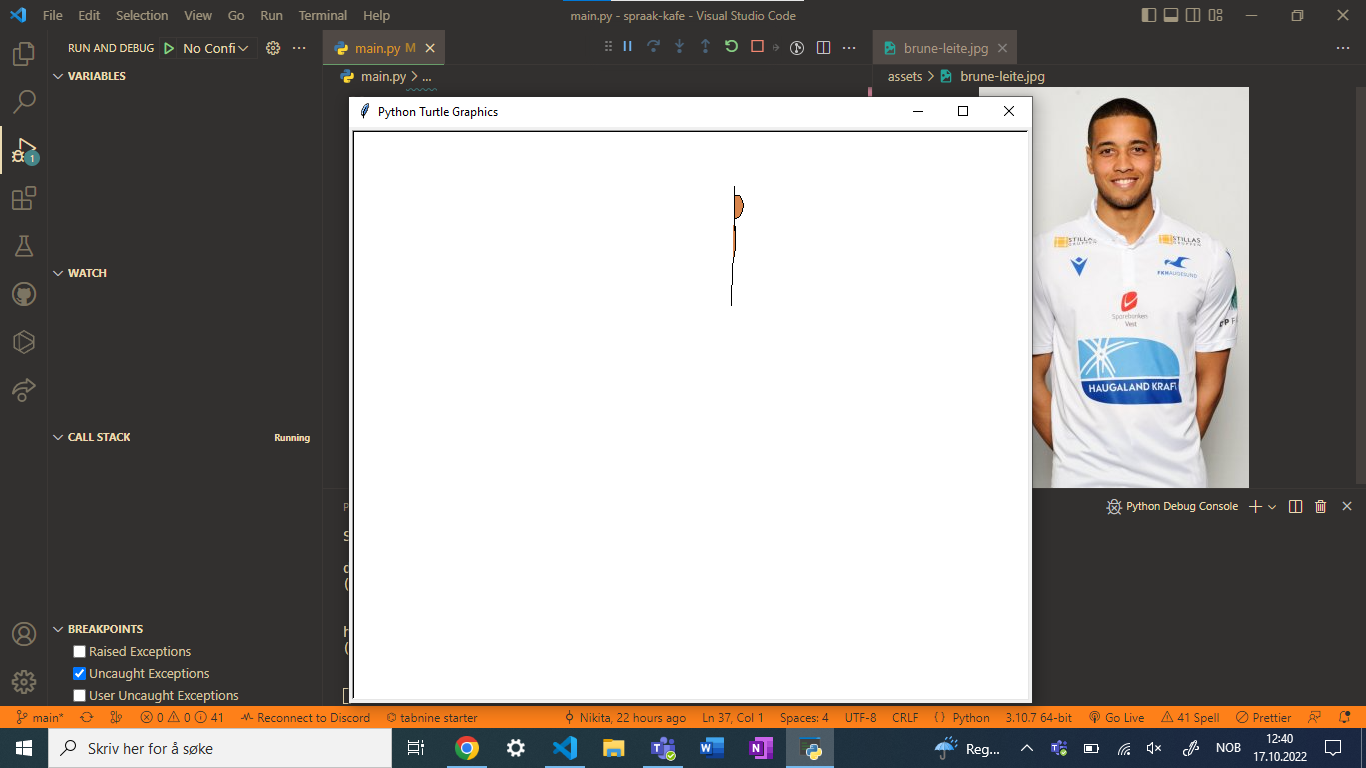 File Edit Selection View Go Run Terminal Help
main.py - spraak-kafe - Visual Studio Code
RUN AND DEBUG No Confi
main.py M
brune-leite.jpg
VARIABLES
main.py > ...
assets > brune-leite.jpg
Python Turtle Graphics
STILLAS
GRUPPEN
FKHAUGESUND
Sparebanken
Vest
HAUGALAND KRAFT
WATCH
CALL STACK Running
Python Debug Console
BREAKPOINTS
Raised Exceptions
Uncaught Exceptions
User Uncaught Exceptions
1
main* 0 0 41 Reconnect to Discord tabnine starter Nikita, 22 hours ago Ln 37, Col 1 Spaces: 4 UTF-8 CRLF Python 3.10.7 64-bit Go Live 41 Spell Prettier
Skriv her for å søke
Reg... NOB 12:40
17.10.2022